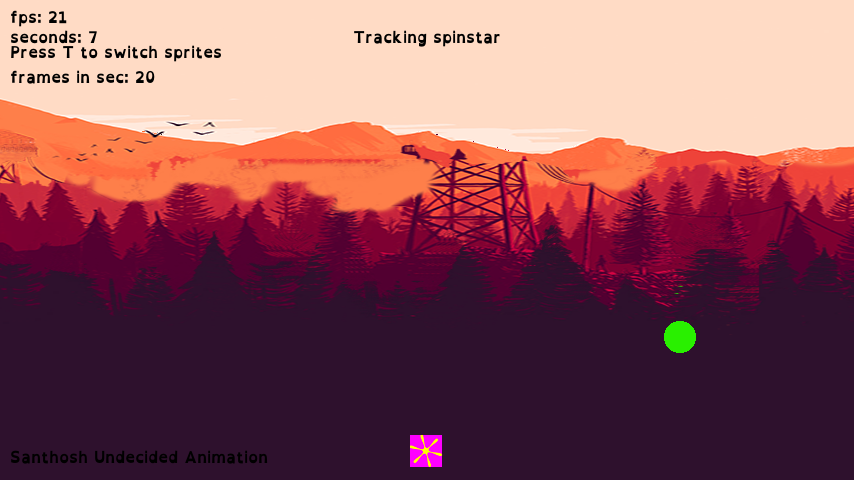 fps: 21
seconds: 7
Press T to switch sprites
frames in sec: 20
Tracking spinstar
Santhosh Undecided Animation